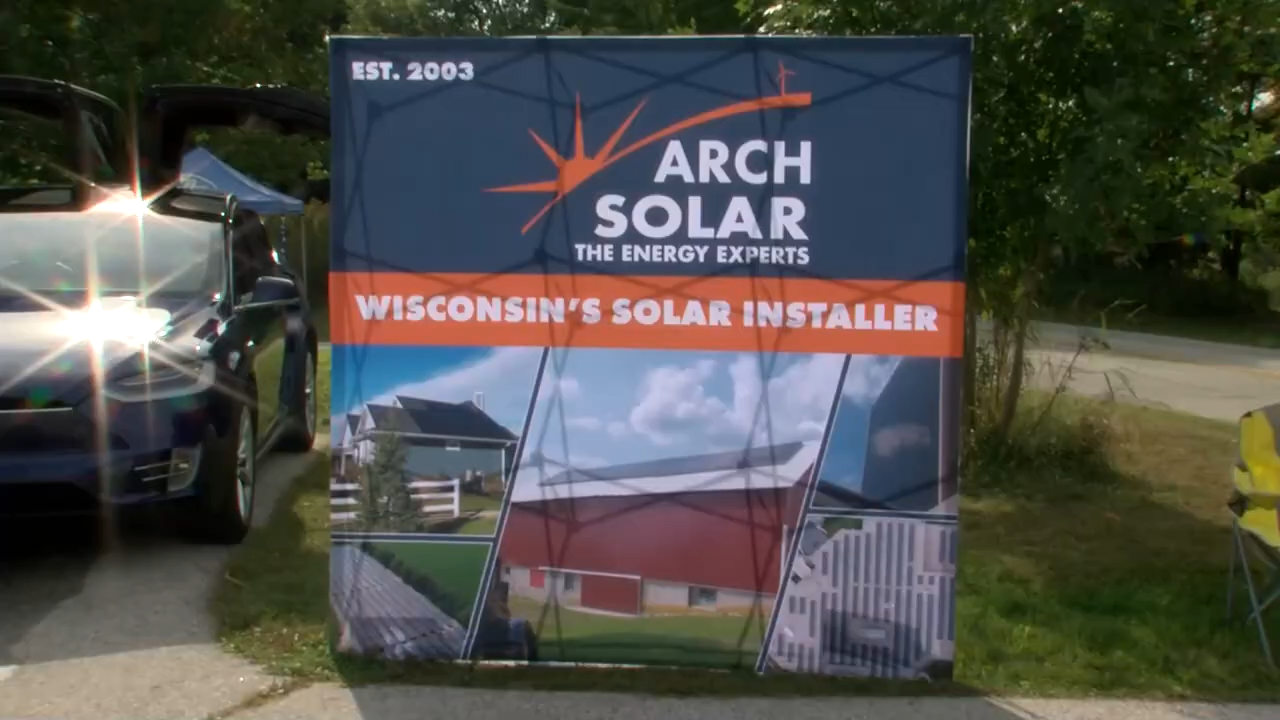 EST. 2003
ARCH
SOLAR
THE ENERGY EXPERTS
WISCONSIN'S SOLAR INSTALLER